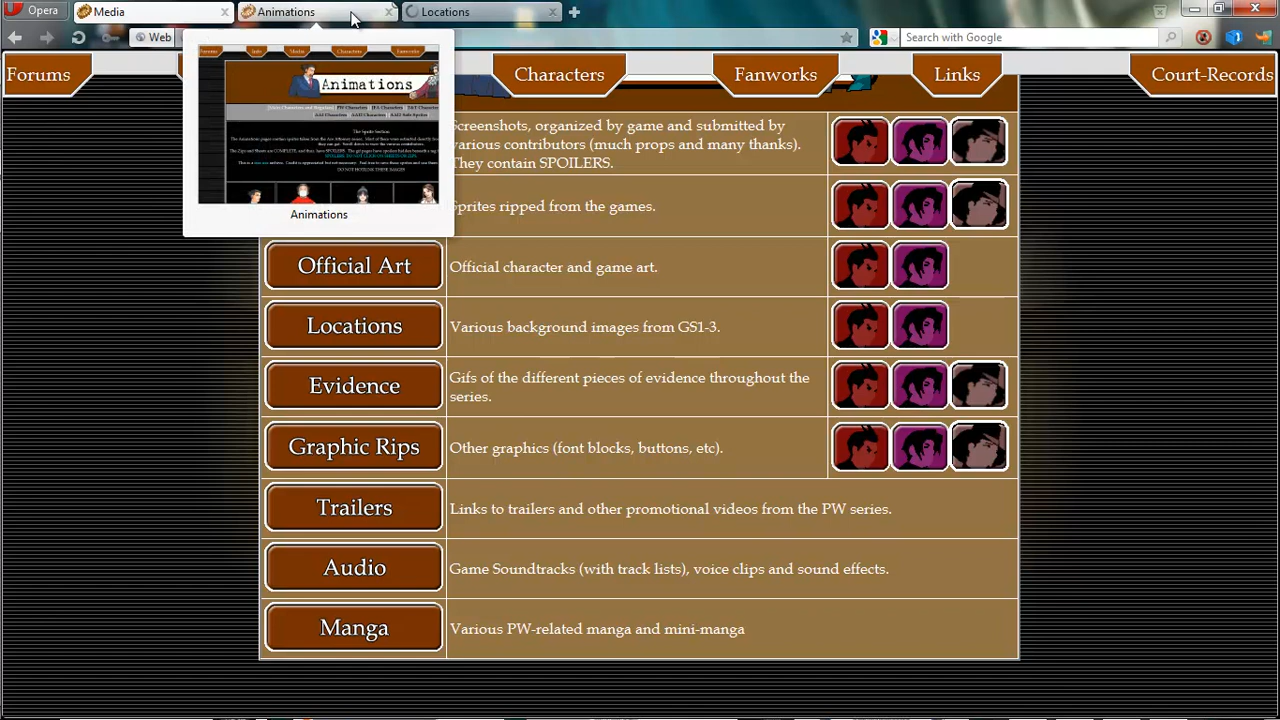 Opera
Media
Animations
Locations
Web
Search with Google
Forums
Characters
Fanworks
Links
Court-Records
Animations
Animations
Screenshots, organized by game and submitted by
various contributors (much props and many thanks).
They contain SPOILERS.
Sprites ripped from the games.
Official Art
Official character and game art.
Locations
Various background images from GS1-3.
Evidence
Gifs of the different pieces of evidence throughout the
series.
Graphic Rips
Other graphics (font blocks, buttons, etc).
Trailers
Links to trailers and other promotional videos from the PW series.
Audio
Game Soundtracks (with track lists), voice clips and sound effects.
Manga
Various PW-related manga and mini-manga